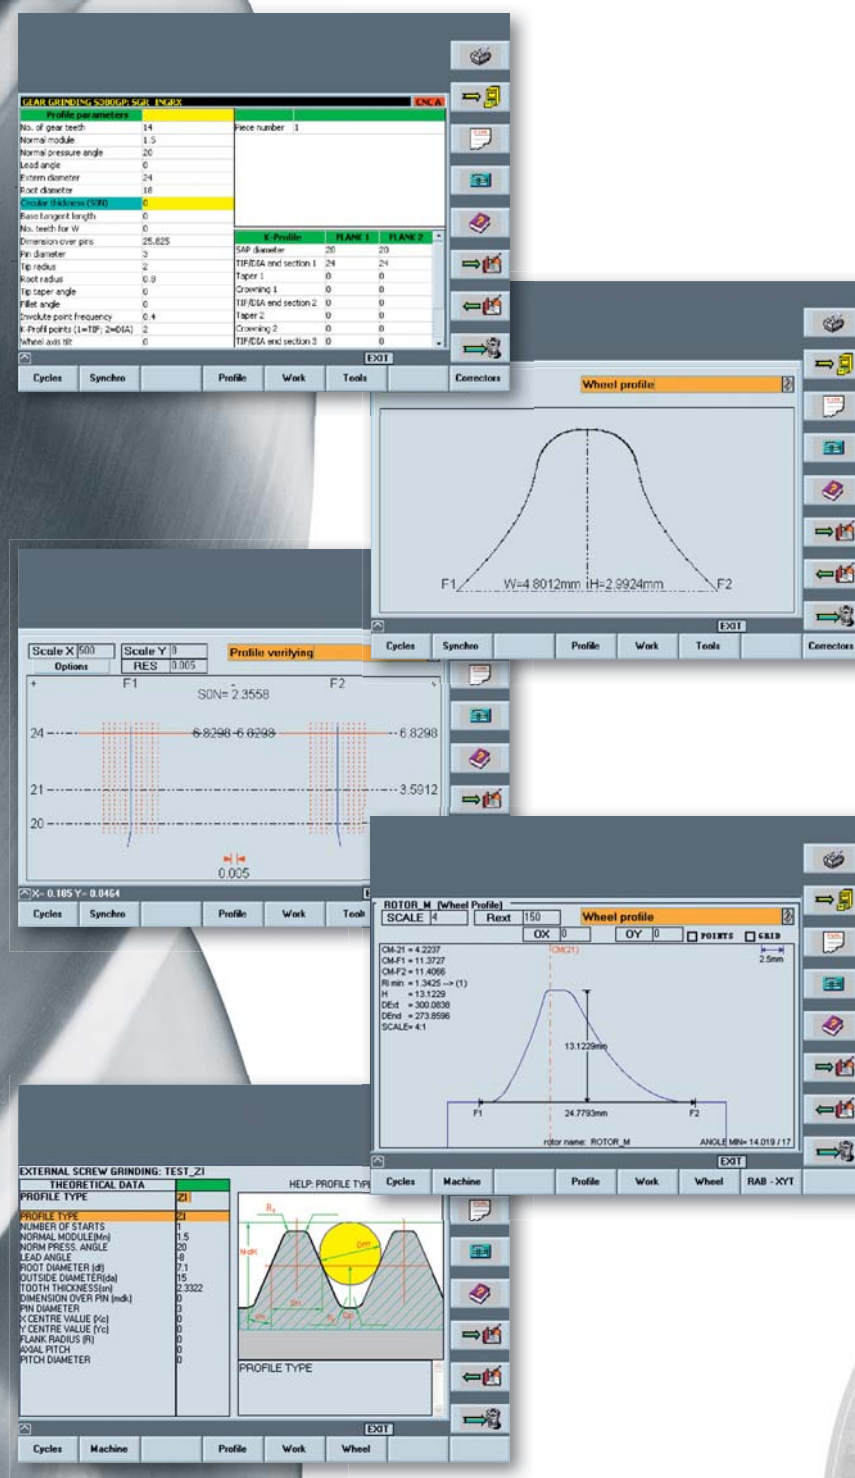 GEAR GRINDING S300GP: SGR_INGRX CNC A
Profile parameters
No. of gear teeth 14
Normal module 1.5
Normal pressure angle 20
Lead angle 0
Extern diameter 24
Root diameter 18
Circular thickness (S0N) 0
Base tangent length 0
No. teeth for W 0
Dimension over pins 25.825
Pin diameter 3
Tip radius 2
Root radius 0.8
Tip taper angle 0
Fillet angle 0
Involute point frequency 0.4
K-Profil points (1=TIF; 2=DIA) 2
Wheel axis tilt 0
Piece number 1
K-Profile FLANK 1 FLANK 2
SAP diameter 20 20
TIF/DIA end section 1 24 24
Taper 1 0 0
Crowning 1 0 0
TIF/DIA end section 2 0 0
Taper 2 0 0
Crowning 2 0 0
TIF/DIA end section 3 0 0
EXIT
Cycles Synchro Profile Work Tools Correctors
Wheel profile
F1 W=4.8012mm H=2.9924mm F2
EXIT
Cycles Synchro Profile Work Tools Correctors
Scale X 500 Scale Y 0 Profile verifying
Options RES 0.005
+ F1 - F2
S0N= 2.3558
24 6.8298 6.8298 6.8298
21 3.5912
20
0.005
X- 0.185 Y- 0.0464
Cycles Synchro Profile Work Tools
ROTOR_M (Wheel Profile)
SCALE 4 Rext 150 Wheel profile
OX 0 OY 0 POINTS GRID
CM-21 = 4.2237
CM-F1 = 11.3727
CM-F2 = 11.4066
Ri min = 1.3425 --> (1)
H = 13.1229
DExt = 300.0838
DEnd = 273.8596
SCALE= 4:1
CM(21)
2.5mm
13.1229mm
F1 24.7793mm F2
rotor name: ROTOR_M ANGLE MIN= 14.019 / 17
EXIT
Cycles Machine Profile Work Wheel RAB - XYT
EXTERNAL SCREW GRINDING: TEST_ZI
THEORETICAL DATA
PROFILE TYPE ZI
PROFILE TYPE ZI
NUMBER OF STARTS 1
NORMAL MODULE(Mn) 1.5
NORM PRESS. ANGLE 20
LEAD ANGLE -8
ROOT DIAMETER (df) 7.1
OUTSIDE DIAMETER(da) 15
TOOTH THICKNESS(sn) 2.3322
DIMENSION OVER PIN (mdk) 0
PIN DIAMETER 3
X CENTRE VALUE (Xc) 0
Y CENTRE VALUE (Yc) 0
FLANK RADIUS (R) 0
AXIAL PITCH 0
PITCH DIAMETER 0
HELP: PROFILE TYPE
PROFILE TYPE
EXIT
Cycles Machine Profile Work Wheel